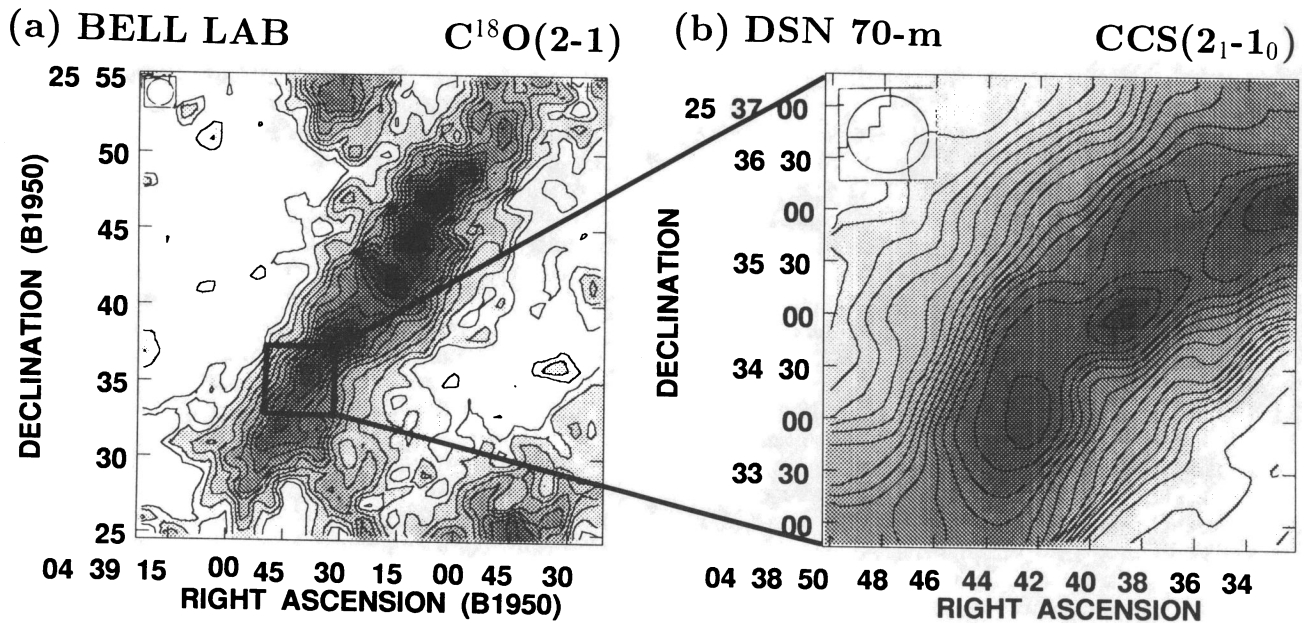 (a) BELL LAB C¹⁸O(2-1)
25 55
50
45
40
35
30
25
DECLINATION (B1950)
04 39 15 00 45 30 15 00 45 30
RIGHT ASCENSION (B1950)
(b) DSN 70-m CCS(2₁-1₀)
25 37 00
36 30
00
35 30
00
34 30
00
33 30
00
DECLINATION
04 38 50 48 46 44 42 40 38 36 34
RIGHT ASCENSION